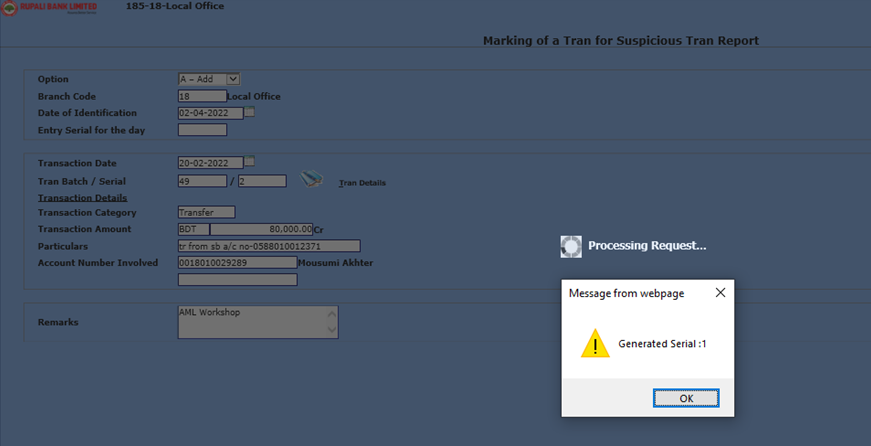 RUPALI BANK LIMITED 185-18-Local Office
Marking of a Tran for Suspicious Tran Report
Option A – Add
Branch Code 18 Local Office
Date of Identification 02-04-2022
Entry Serial for the day
Transaction Date 20-02-2022
Tran Batch / Serial 49 / 2 Tran Details
Transaction Details
Transaction Category Transfer
Transaction Amount BDT 80,000.00 Cr
Particulars tr from sb a/c no-0588010012371
Account Number Involved 0018010029289 Mousumi Akhter
Remarks AML Workshop
Processing Request...
Message from webpage
Generated Serial :1
OK